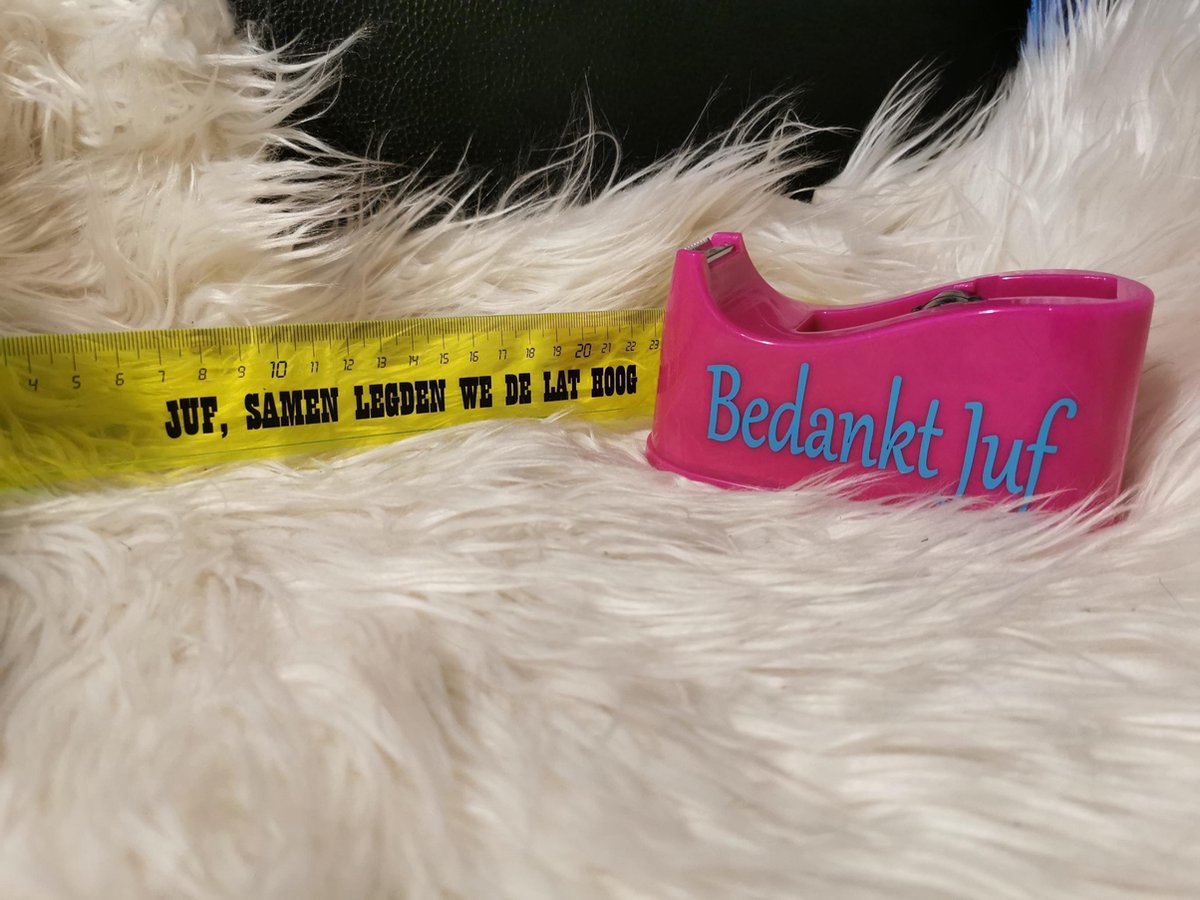 4 5 6 7 8 9 10 11 12 13 14 15 16 17 18 19 20 21 22 23
JUF, SAMEN LEGDEN WE DE LAT HOOG
Bedankt Juf